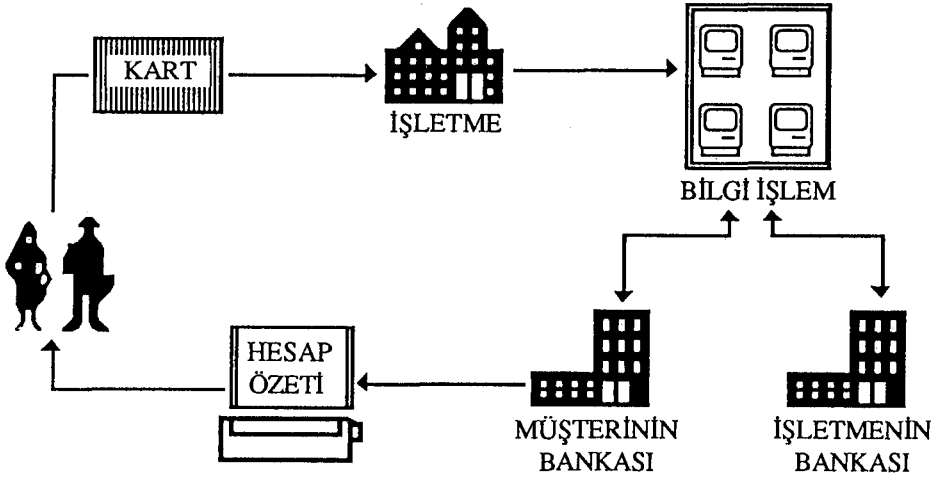 KART
İŞLETME
BİLGİ İŞLEM
HESAP
ÖZETİ
MÜŞTERİNİN
BANKASI
İŞLETMENİN
BANKASI